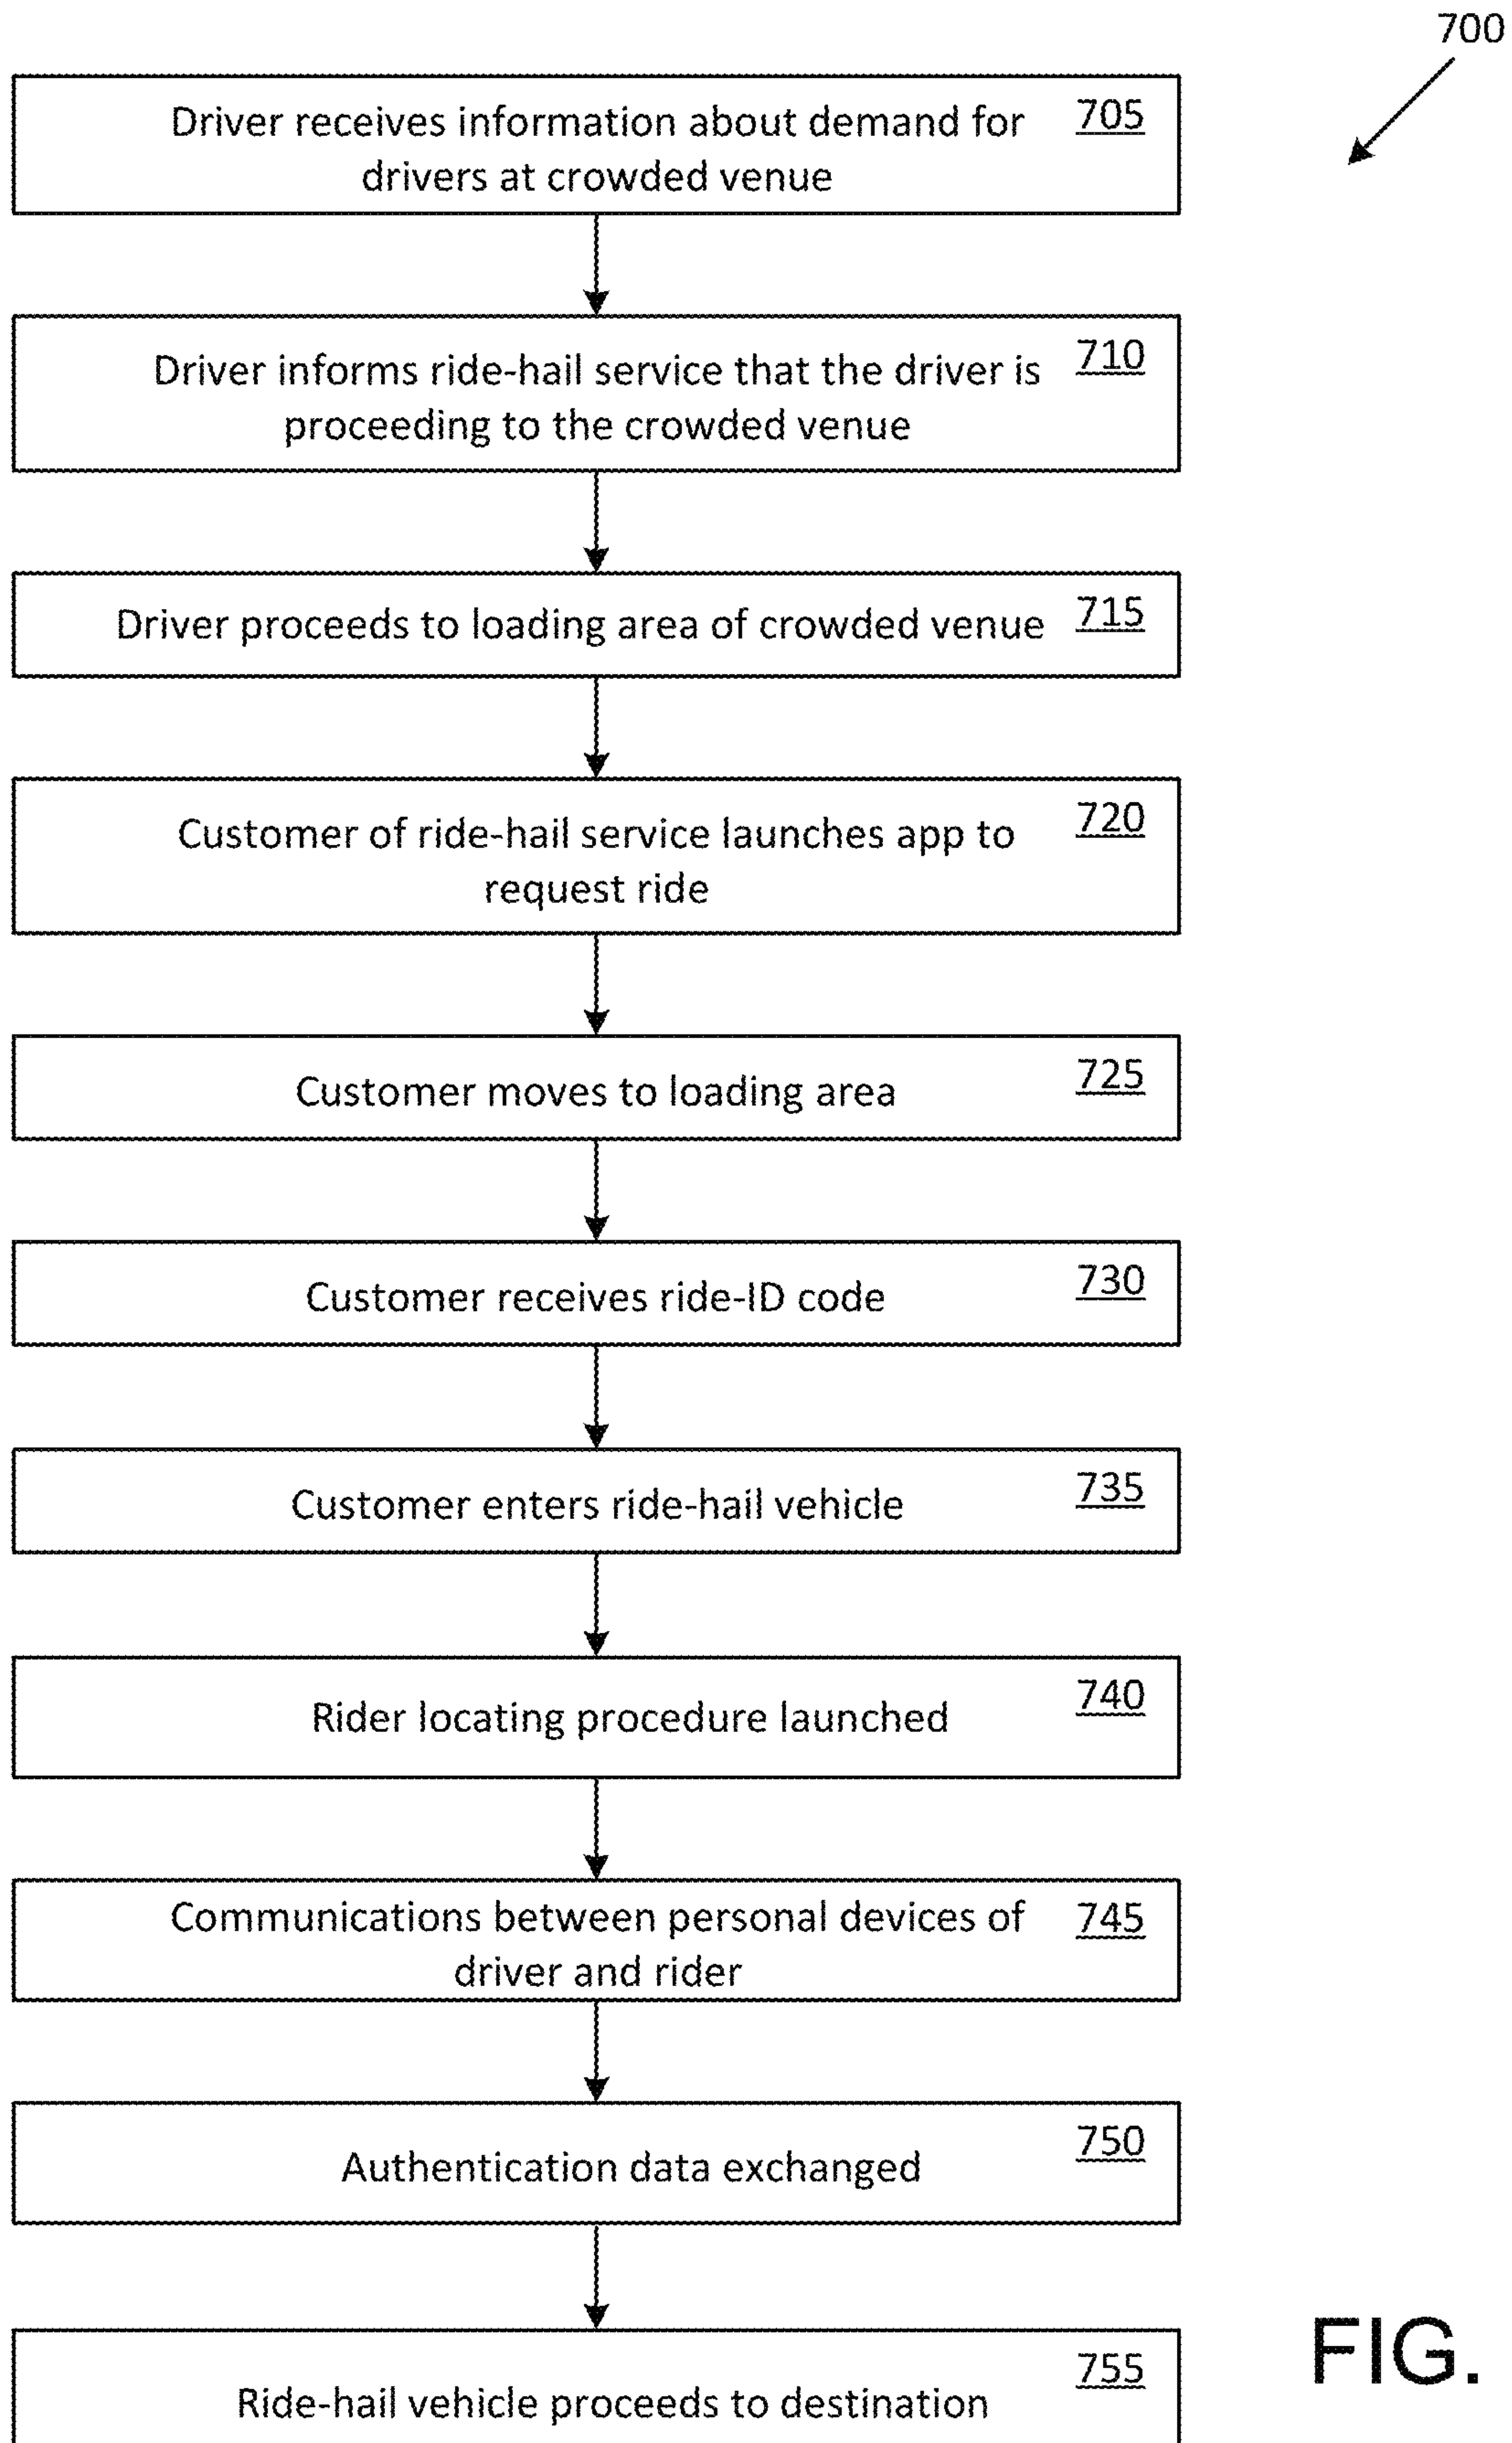 700
Driver receives information about demand for 705
drivers at crowded venue
Driver informs ride-hail service that the driver is 710
proceeding to the crowded venue
Driver proceeds to loading area of crowded venue 715
Customer of ride-hail service launches app to 720
request ride
Customer moves to loading area 725
Customer receives ride-ID code 730
Customer enters ride-hail vehicle 735
Rider locating procedure launched 740
Communications between personal devices of 745
driver and rider
Authentication data exchanged 750
Ride-hail vehicle proceeds to destination 755
FIG.